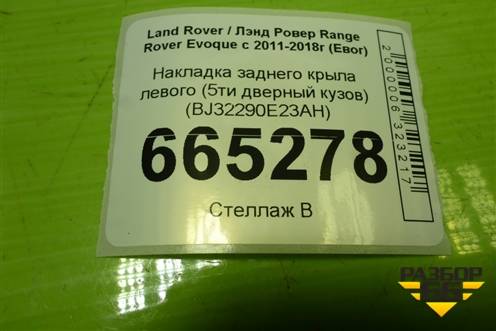 Land Rover / Лэнд Ровер Range
Rover Evoque с 2011-2018г (Евог)
Накладка заднего крыла
левого (5ти дверный кузов)
(BJ32290E23AH)
665278
Стеллаж В
2000006323217
РАЗБОР
66